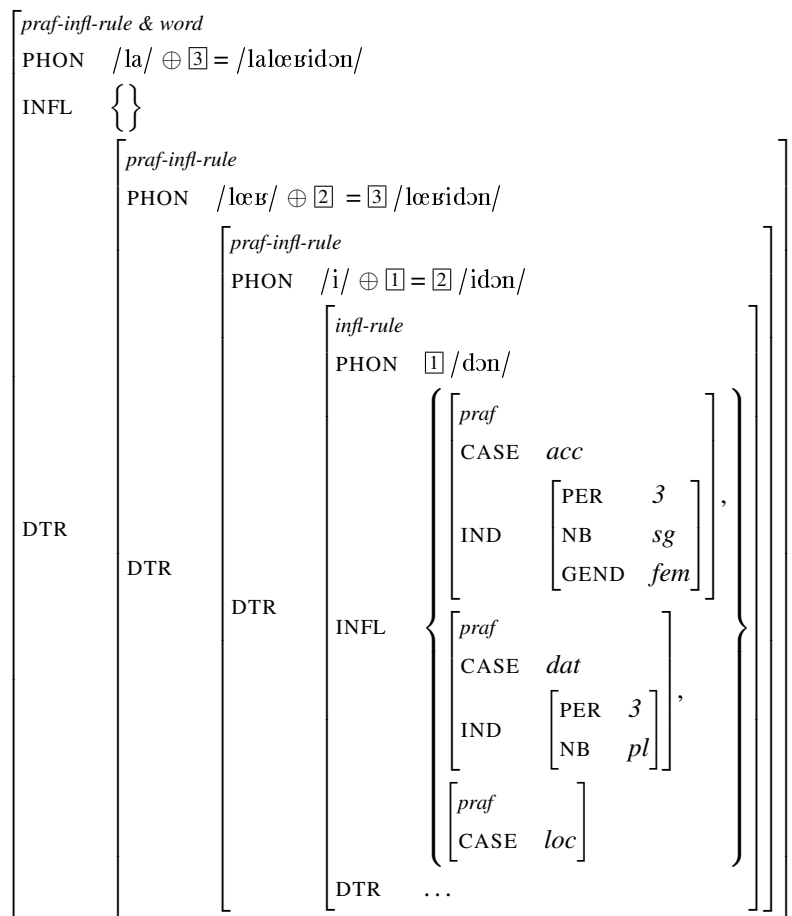 praf-infl-rule & word
PHON /la/ ⊕ 3 = /lalœʁidɔn/
INFL {}
praf-infl-rule
PHON /lœʁ/ ⊕ 2 = 3 /lœʁidɔn/
praf-infl-rule
PHON /i/ ⊕ 1 = 2 /idɔn/
infl-rule
PHON 1 /dɔn/
praf
CASE acc
PER 3
DTR IND NB sg ,
DTR GEND fem
DTR INFL praf
CASE dat
IND PER 3 ,
NB pl
praf
CASE loc
DTR ...